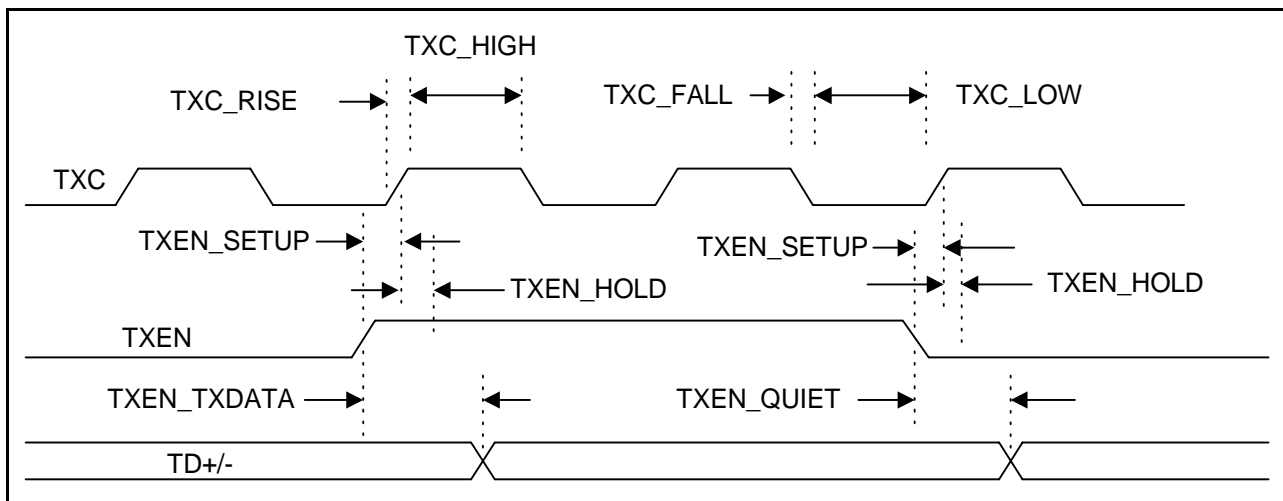 TXC_HIGH
TXC_RISE
TXC_FALL
TXC_LOW
TXC
TXEN_SETUP
TXEN_SETUP
TXEN_HOLD
TXEN_HOLD
TXEN
TXEN_TXDATA
TXEN_QUIET
TD+/-